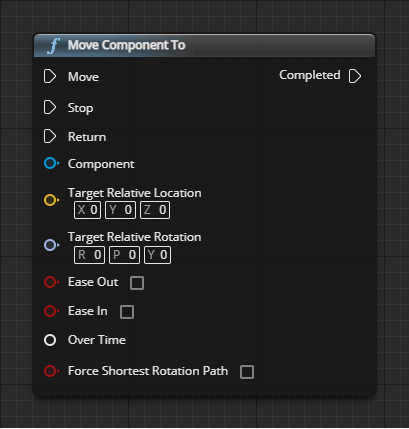 f Move Component To
Move Completed
Stop
Return
Component
Target Relative Location
X 0 Y 0 Z 0
Target Relative Rotation
R 0 P 0 Y 0
Ease Out
Ease In
Over Time
Force Shortest Rotation Path